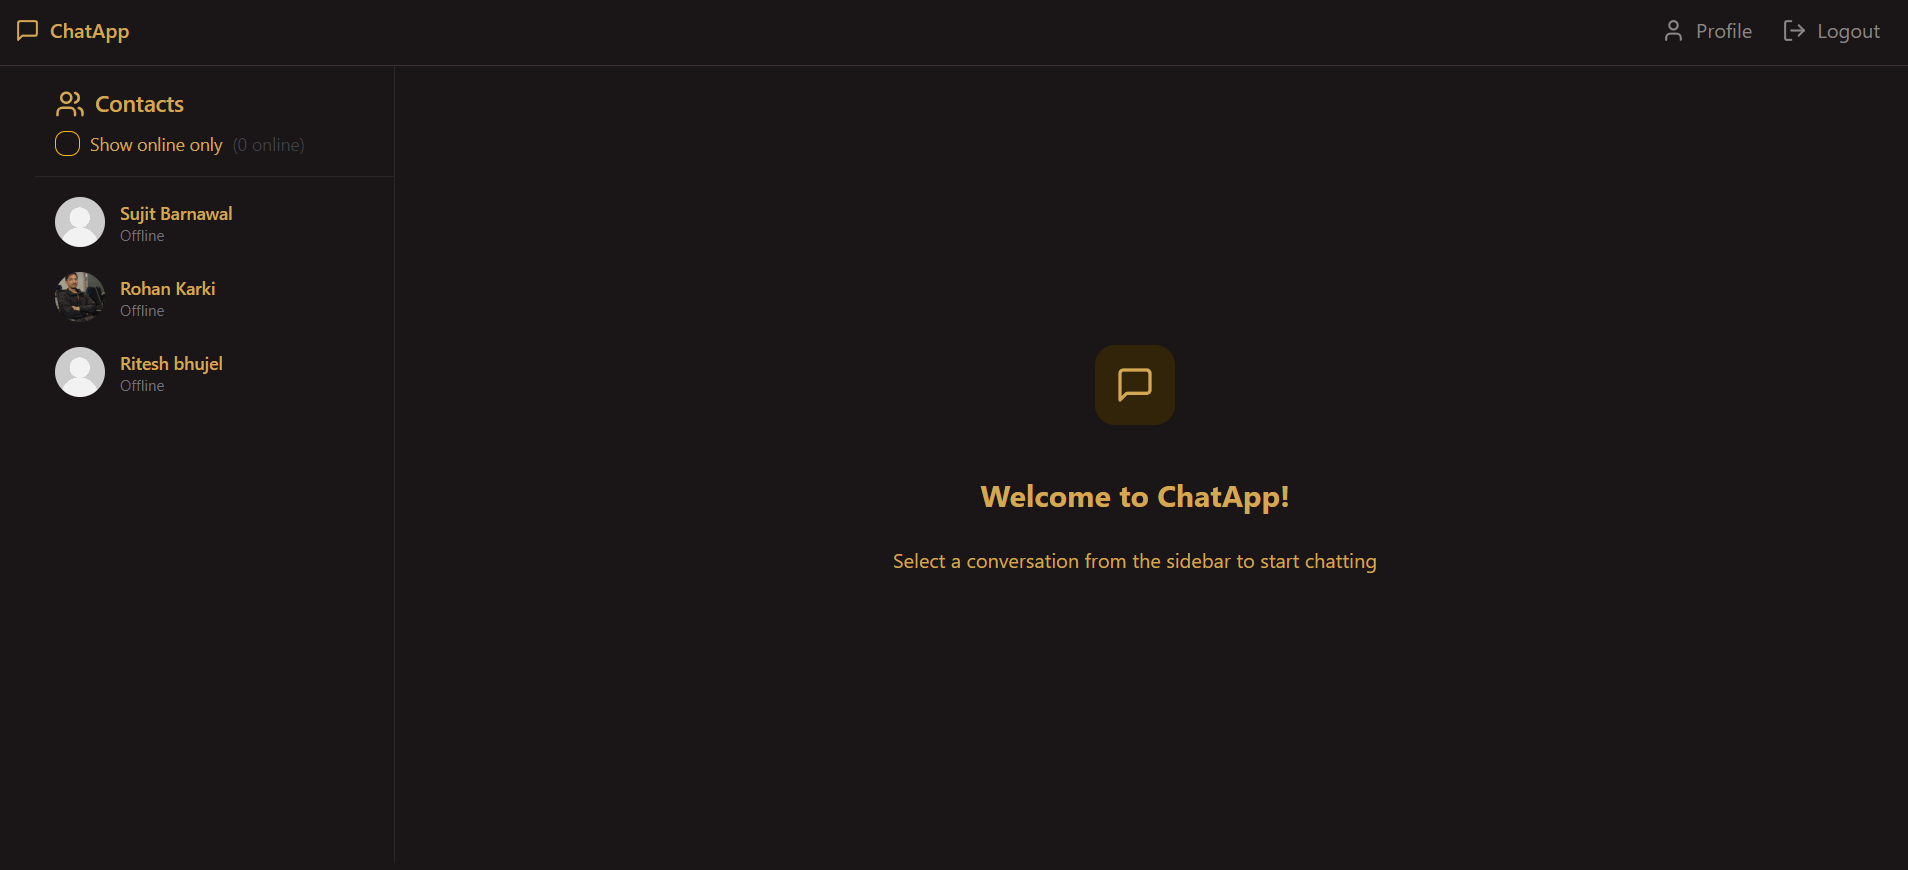 ChatApp
Profile
Logout
Contacts
Show online only (0 online)
Sujit Barnawal
Offline
Rohan Karki
Offline
Ritesh bhujel
Offline
Welcome to ChatApp!
Select a conversation from the sidebar to start chatting